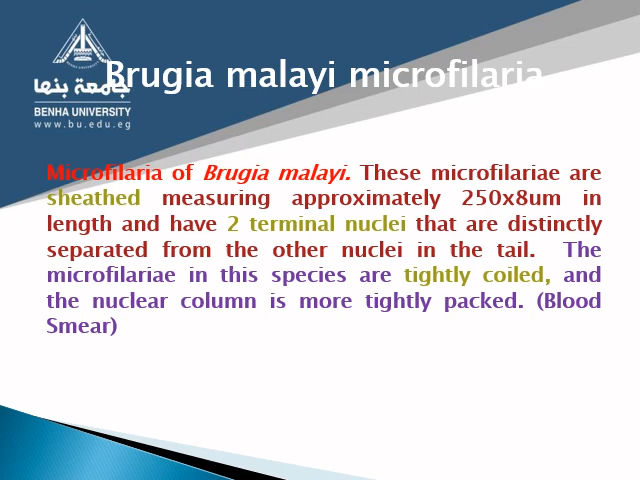 Brugia malayi microfilaria
جامعة بنها
BENHA UNIVERSITY
www.bu.edu.eg
Microfilaria of Brugia malayi. These microfilariae are
sheathed measuring approximately 250x8um in
length and have 2 terminal nuclei that are distinctly
separated from the other nuclei in the tail. The
microfilariae in this species are tightly coiled, and
the nuclear column is more tightly packed. (Blood
Smear)